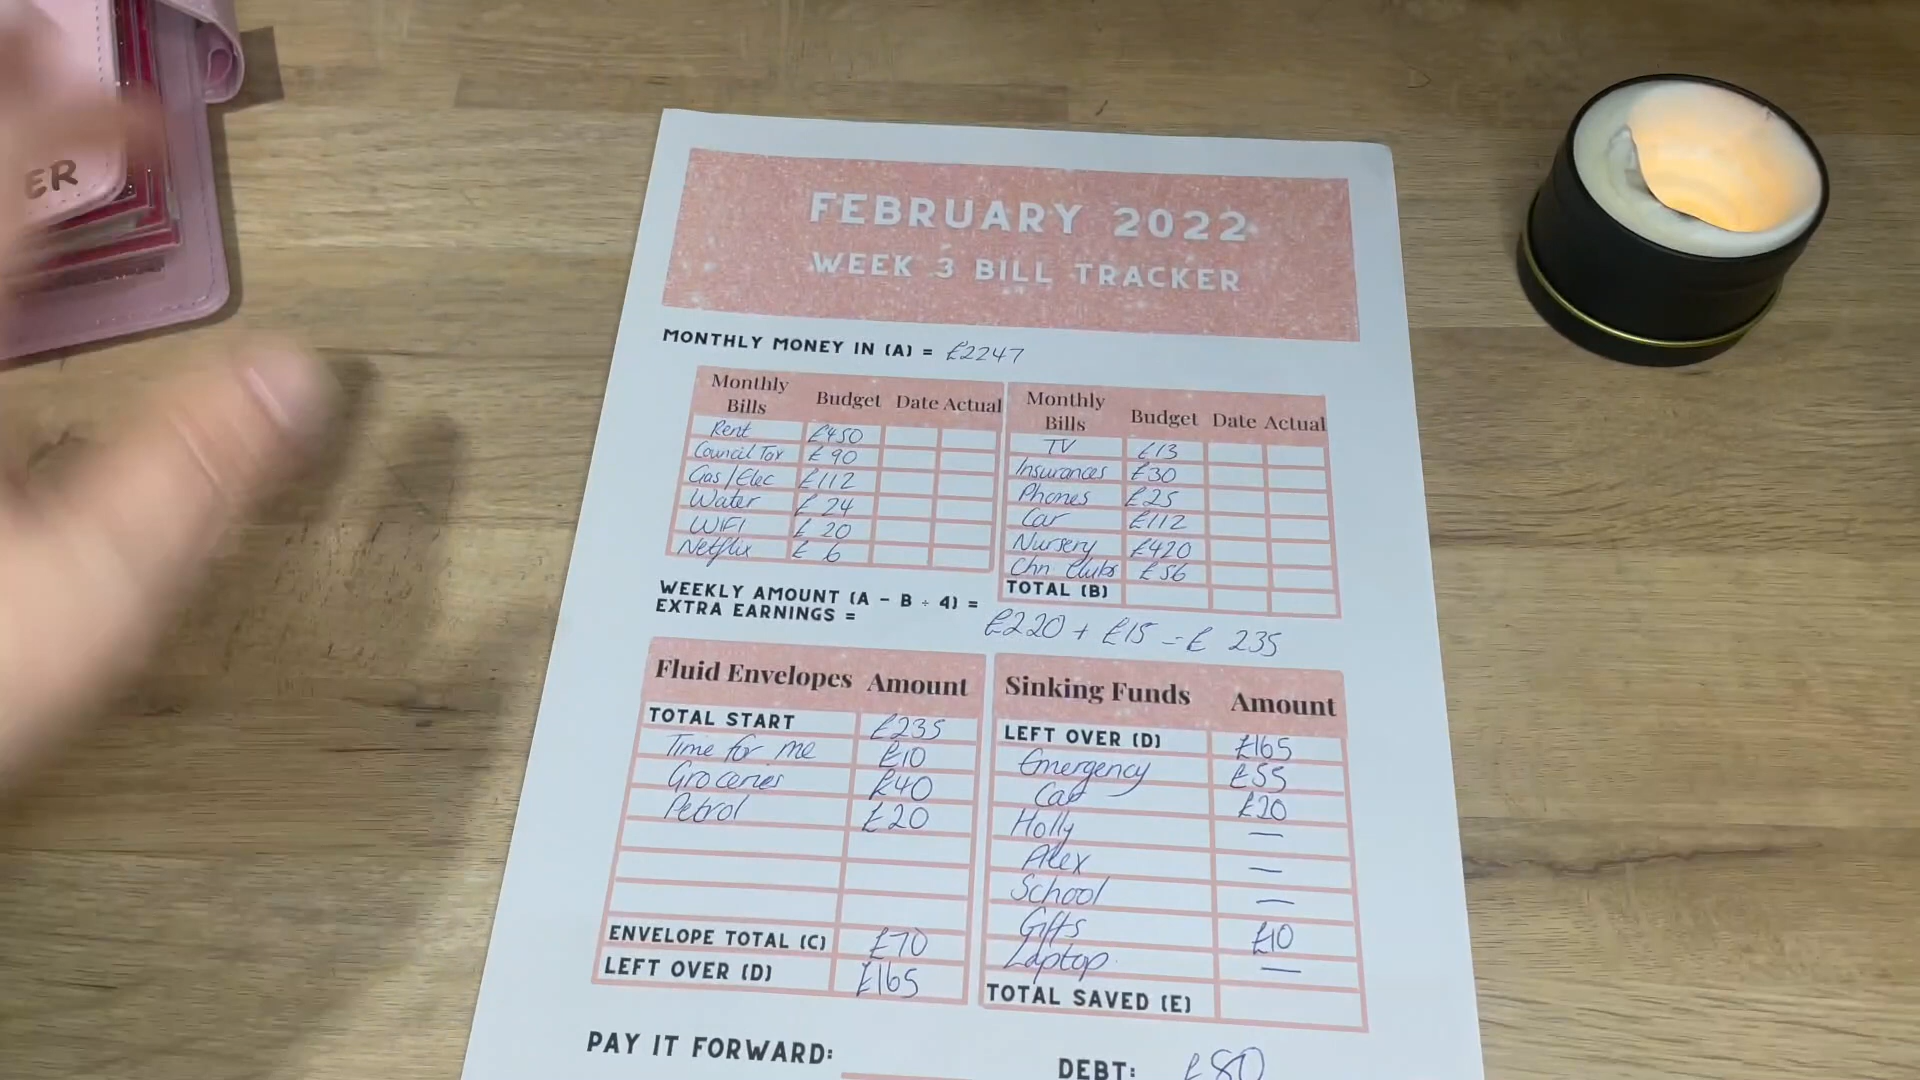 ER
FEBRUARY 2022
WEEK 3 BILL TRACKER
MONTHLY MONEY IN (A) = £2247
Monthly Bills Budget Date Actual
Rent £450
Council Tax £90
Gas/Elec £112
Water £24
WIFI £20
Netflix £6
Monthly Bills Budget Date Actual
TV £13
Insurances £30
Phones £25
Car £112
Nursery £420
Chn Clubs £56
TOTAL (B)
WEEKLY AMOUNT (A - B ÷ 4) =
EXTRA EARNINGS =
£220 + £15 = £ 235
Fluid Envelopes Amount
TOTAL START £235
Time for me £10
Groceries £40
Petrol £20
ENVELOPE TOTAL (C) £70
LEFT OVER (D) £165
Sinking Funds Amount
LEFT OVER (D) £165
Emergency £55
Car £20
Holly —
Alex —
School —
Gifts £10
Laptop —
TOTAL SAVED (E)
PAY IT FORWARD:
DEBT: £80